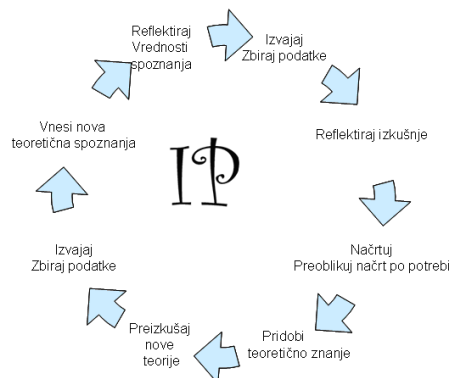 Reflektiraj
Vrednosti
spoznanja
Izvajaj
Zbiraj podatke
Reflektiraj izkušnje
Načrtuj
Preoblikuj načrt po potrebi
Pridobi
teoretično znanje
Preizkušaj
nove
teorije
Izvajaj
Zbiraj podatke
Vnesi nova
teoretična spoznanja
IP